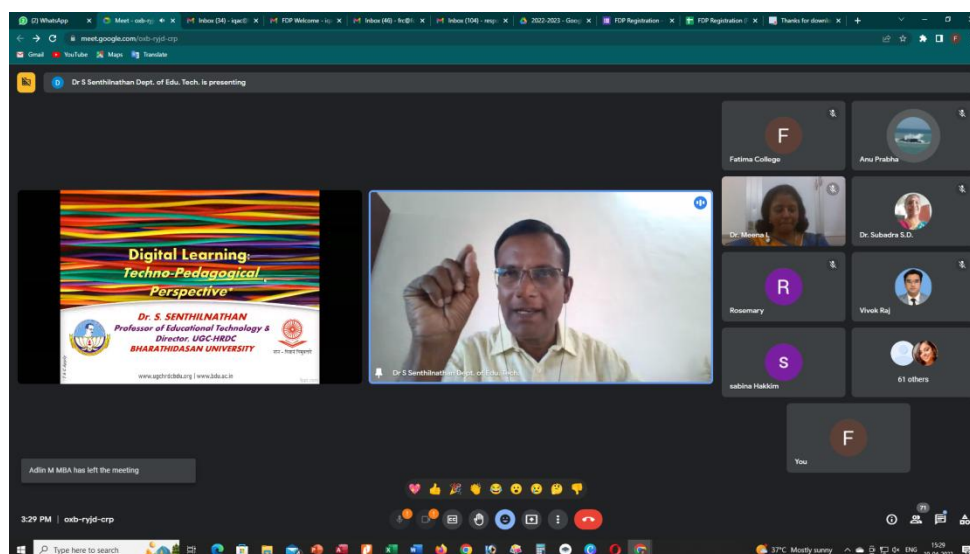 (2) WhatsApp
Meet - oxb-ryj
Inbox (34) - iqac@
FDP Welcome - iq
Inbox (46) - frc@f
Inbox (104) - resp
2022-2023 - Goog
FDP Registration -
FDP Registration (
Thanks for downlo
meet.google.com/oxb-ryjd-crp
Gmail
YouTube
Maps
Translate
D
Dr S Senthilnathan Dept. of Edu. Tech. is presenting
Digital Learning:
Techno-Pedagogical
Perspective*
Dr. S. SENTHILNATHAN
Professor of Educational Technology &
Director, UGC-HRDC
BHARATHIDASAN UNIVERSITY
www.ugchrdcbdu.org | www.bdu.ac.in
Dr S Senthilnathan Dept. of Edu. Tech.
F
Fatima College
Anu Prabha
Dr. Meena
Dr. Subadra S.D.
R
Rosemary
Vivek Raj
S
sabina Hakkim
61 others
F
You
Adlin M MBA has left the meeting
3:29 PM | oxb-ryjd-crp
71
Type here to search
37°C Mostly sunny
ENG
15:29